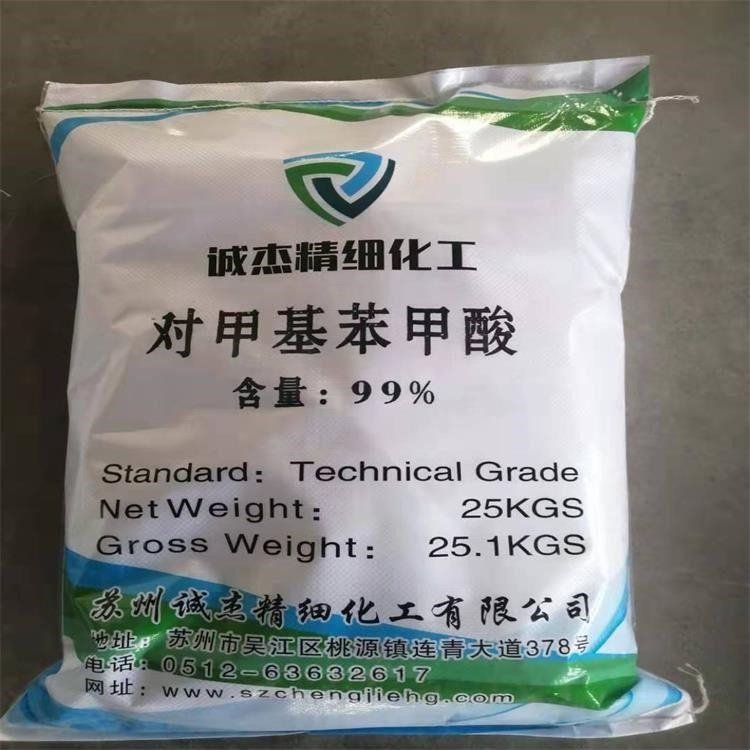 诚杰精细化工
对甲基苯甲酸
含量：99%
Standard: Technical Grade
Net Weight: 25KGS
Gross Weight: 25.1KGS
苏州诚杰精细化工有限公司
地址：苏州市吴江区桃源镇连青大道378号
电话：0512-63632617
网址：www.szchengjiehg.com